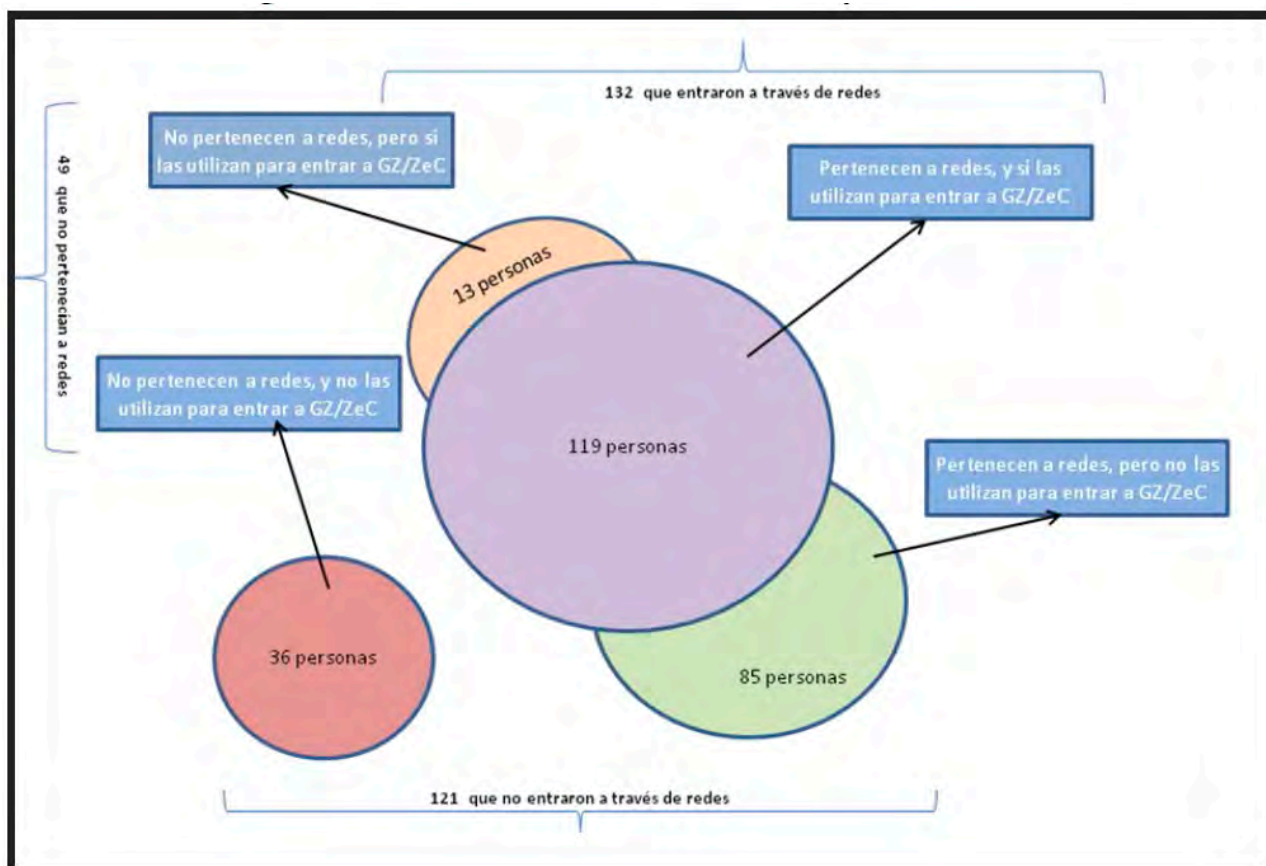 132 que entraron a través de redes
No pertenecen a redes, pero si
las utilizan para entrar a GZ/ZeC
Pertenecen a redes, y sí las
utilizan para entrar a GZ/ZeC
49 que no pertenecian a redes
13 personas
No pertenecen a redes, y no las
utilizan para entrar a GZ/ZeC
119 personas
Pertenecen a redes, pero no las
utilizan para entrar a GZ/ZeC
36 personas
85 personas
121 que no entraron a través de redes